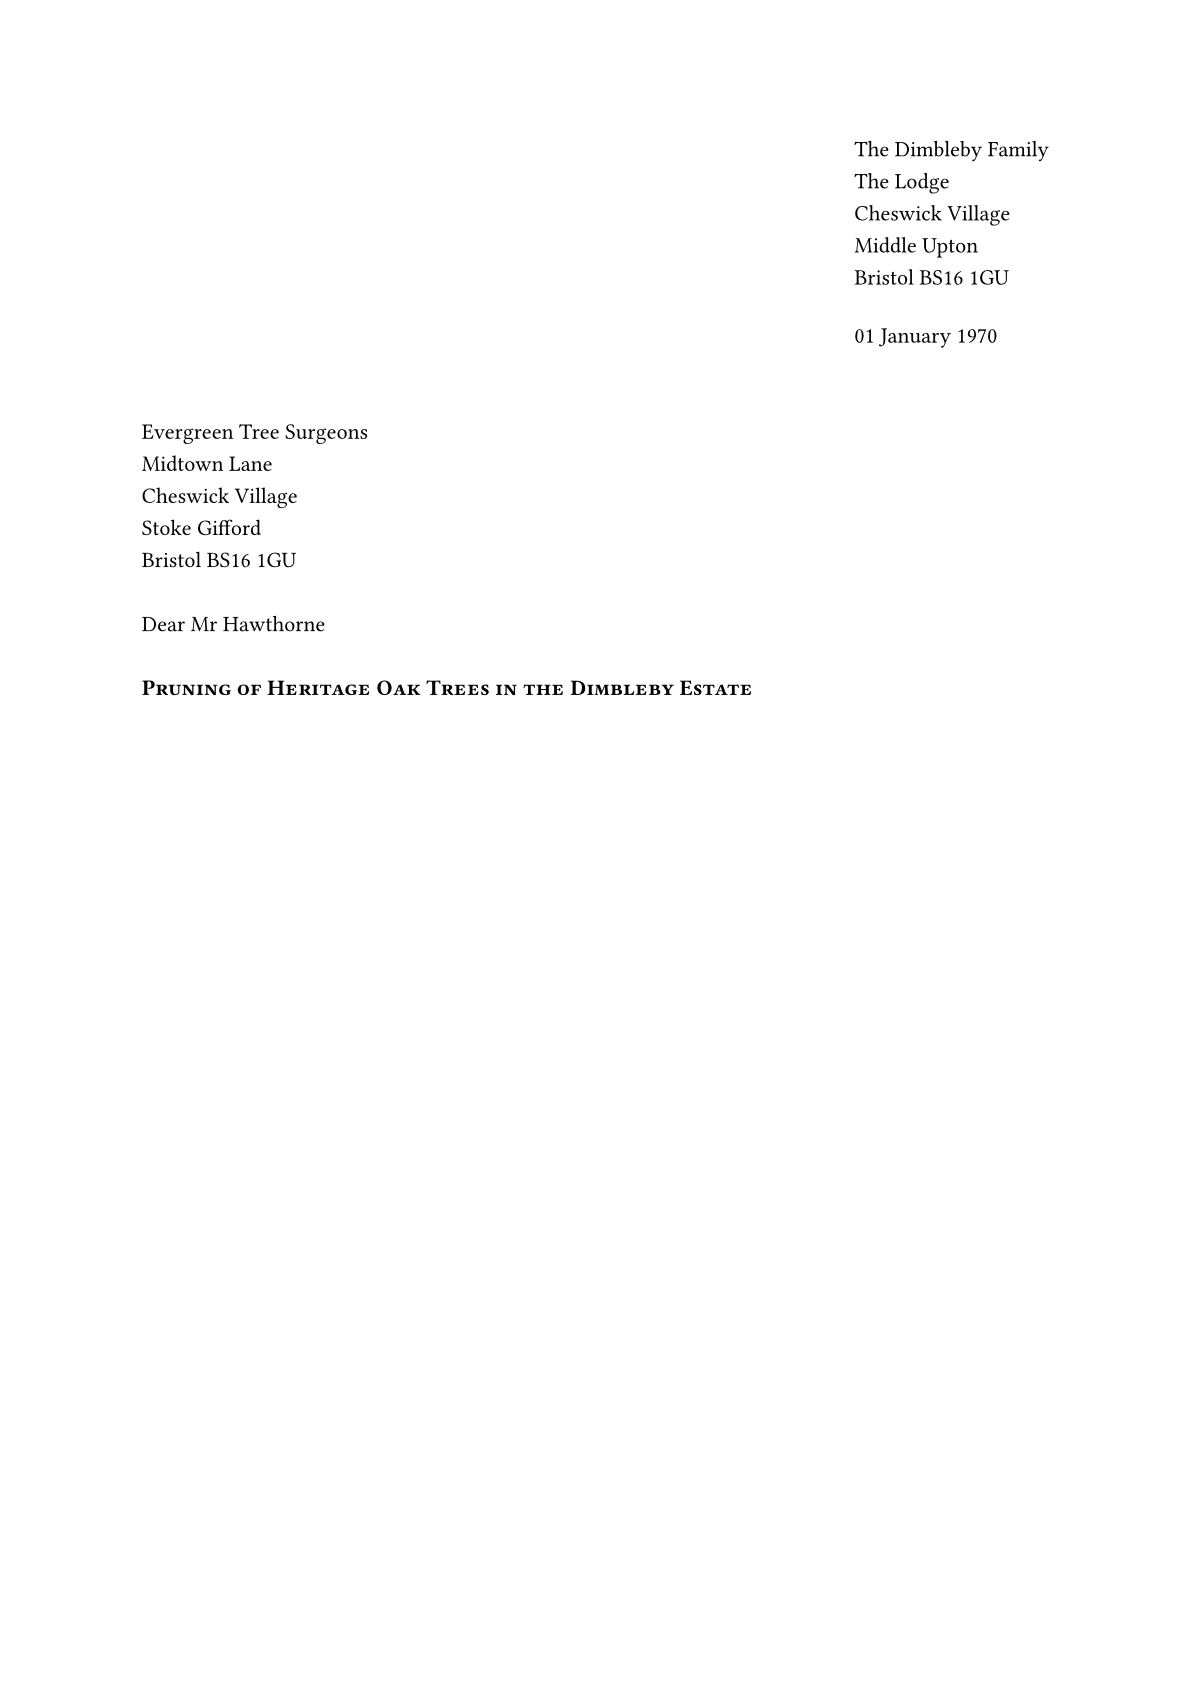 The Dimbleby Family
The Lodge
Cheswick Village
Middle Upton
Bristol BS16 1GU
01 January 1970
Evergreen Tree Surgeons
Midtown Lane
Cheswick Village
Stoke Gifford
Bristol BS16 1GU
Dear Mr Hawthorne
Pruning of Heritage Oak Trees in the Dimbleby Estate